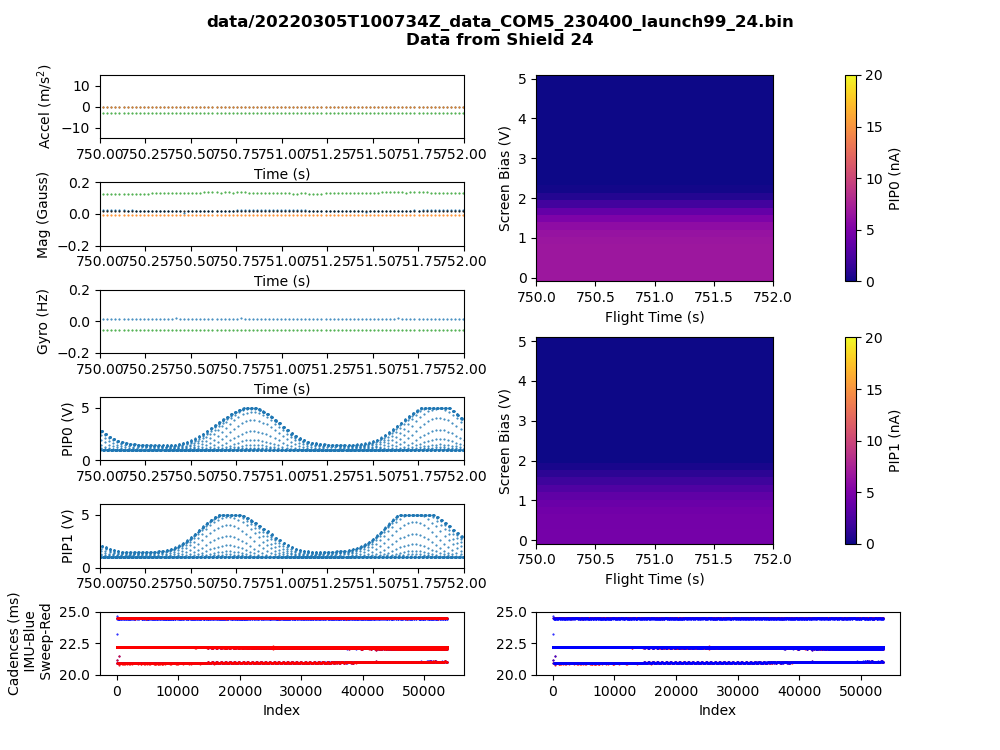 data/20220305T100734Z_data_COM5_230400_launch99_24.bin
Data from Shield 24
Accel (m/s²)
10
0
−10
750.00 750.25 750.50 750.75 751.00 751.25 751.50 751.75 752.00
Time (s)
Mag (Gauss)
0.2
0.0
−0.2
750.00 750.25 750.50 750.75 751.00 751.25 751.50 751.75 752.00
Time (s)
Gyro (Hz)
0.2
0.0
−0.2
750.00 750.25 750.50 750.75 751.00 751.25 751.50 751.75 752.00
Time (s)
PIP0 (V)
5
0
750.00 750.25 750.50 750.75 751.00 751.25 751.50 751.75 752.00
PIP1 (V)
5
0
750.00 750.25 750.50 750.75 751.00 751.25 751.50 751.75 752.00
Cadences (ms)
IMU-Blue
Sweep-Red
25.0
22.5
20.0
0 10000 20000 30000 40000 50000
Index
Screen Bias (V)
5
4
3
2
1
0
750.0 750.5 751.0 751.5 752.0
Flight Time (s)
20
15
10
5
0
PIP0 (nA)
Screen Bias (V)
5
4
3
2
1
0
750.0 750.5 751.0 751.5 752.0
Flight Time (s)
20
15
10
5
0
PIP1 (nA)
25.0
22.5
20.0
0 10000 20000 30000 40000 50000
Index